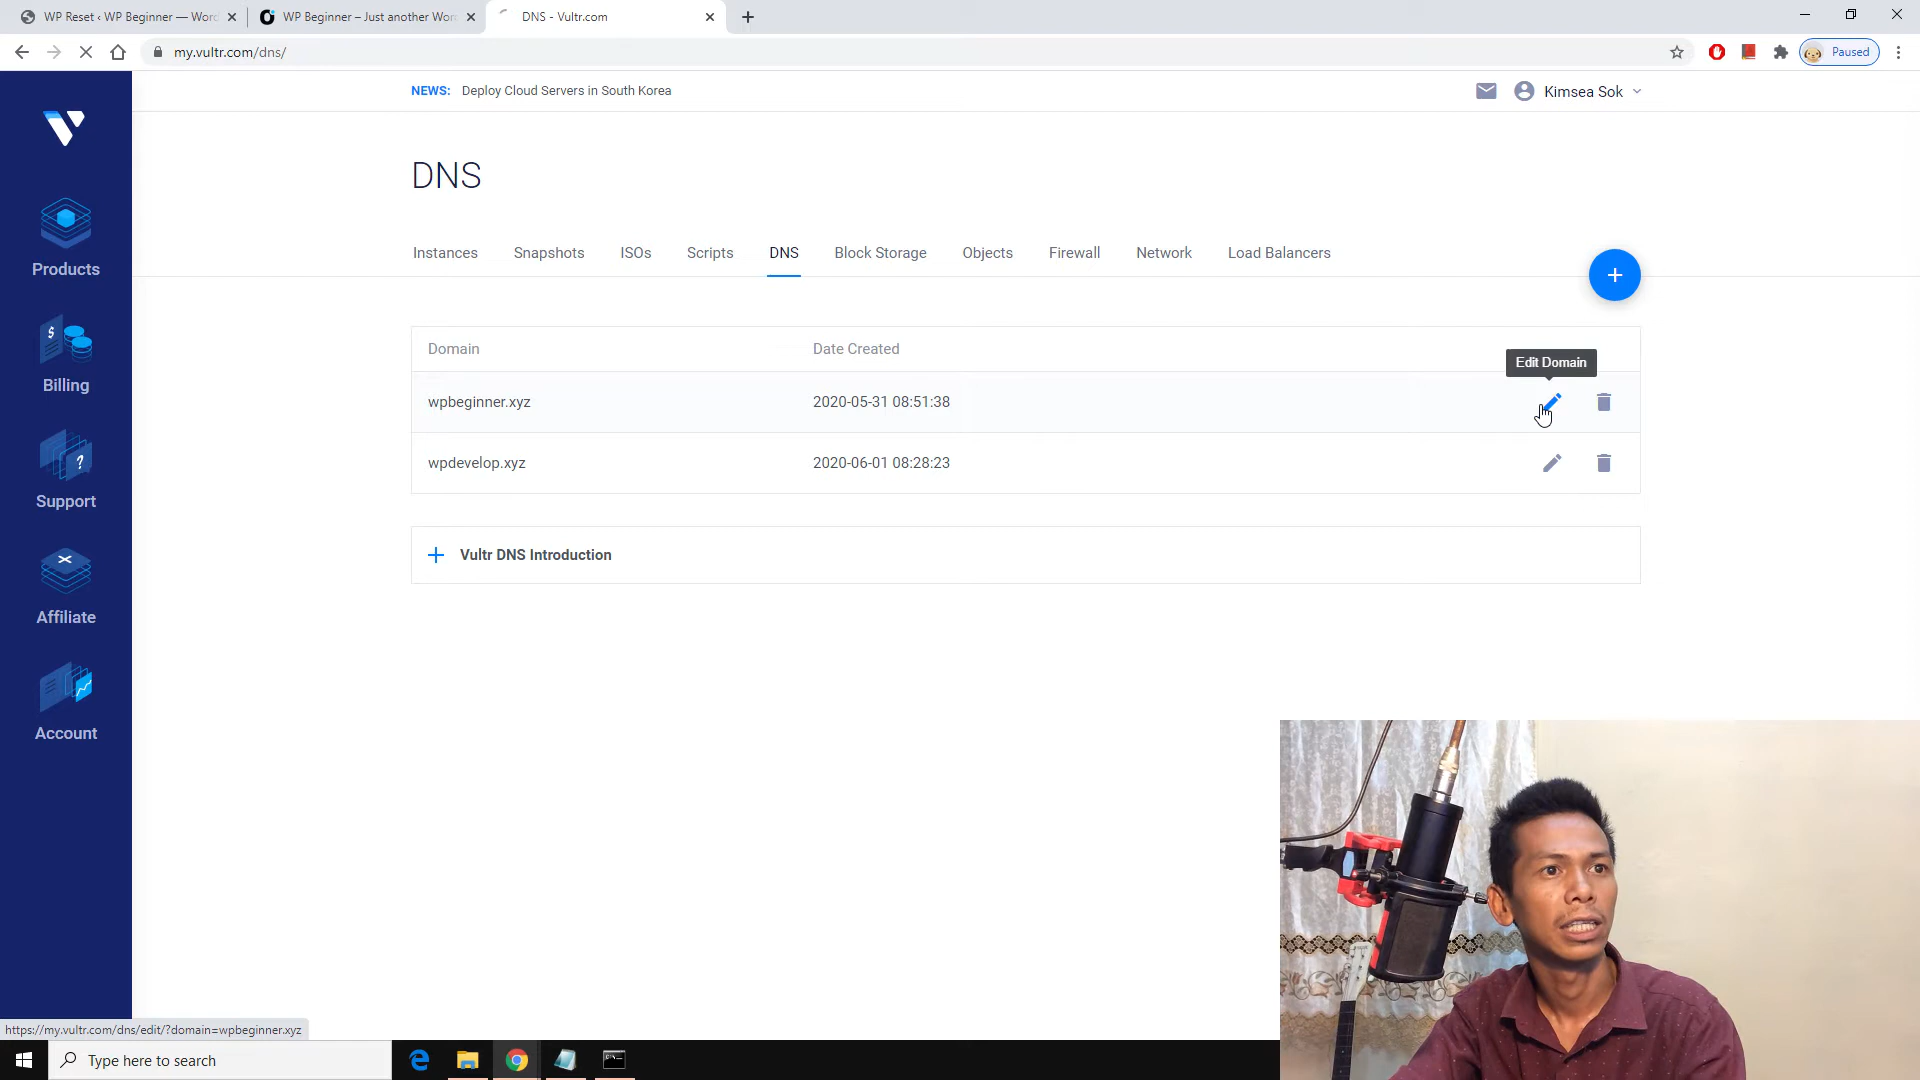 WP Reset ‹ WP Beginner — Word
WP Beginner – Just another Word
DNS - Vultr.com
my.vultr.com/dns/
Paused
NEWS: Deploy Cloud Servers in South Korea
Kimsea Sok
DNS
Instances Snapshots ISOs Scripts DNS Block Storage Objects Firewall Network Load Balancers
Products
Billing
Support
Affiliate
Account
Domain Date Created
Edit Domain
wpbeginner.xyz 2020-05-31 08:51:38
wpdevelop.xyz 2020-06-01 08:28:23
Vultr DNS Introduction
https://my.vultr.com/dns/edit/?domain=wpbeginner.xyz
Type here to search